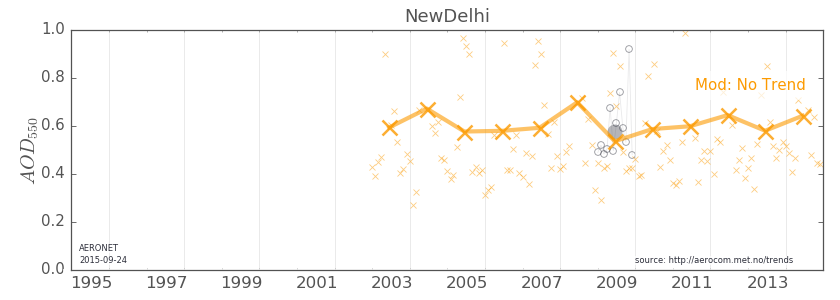 NewDelhi
1.0
0.8
0.6
0.4
0.2
0.0
AOD550
Mod: No Trend
AERONET
2015-09-24
source: http://aerocom.met.no/trends
1995 1997 1999 2001 2003 2005 2007 2009 2011 2013